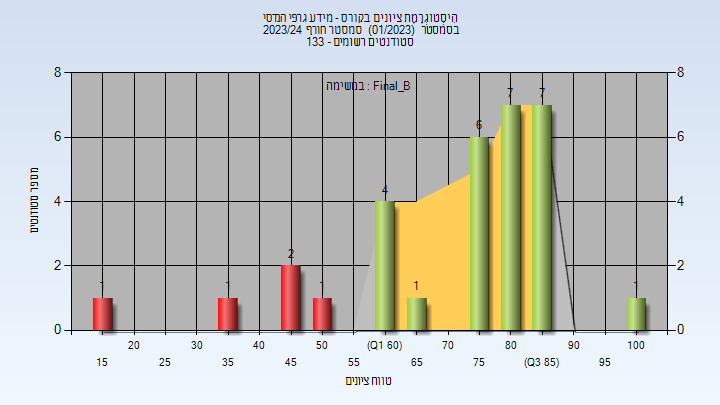 היסטוגרמת ציונים בקורס - מידע גרפי הנדסי
בסמסטר (01/2023) סמסטר חורף 2023/24
סטודנטים רשומים - 133
במשימה : Final_B
8 8
6 6
4 4
2 2
0 0
1 1 2 1 4 1 6 7 7 1
מספר סטודנטים
20 30 40 50 (Q1 60) 70 80 90 100
15 25 35 45 55 65 75 (Q3 85) 95
טווח ציונים